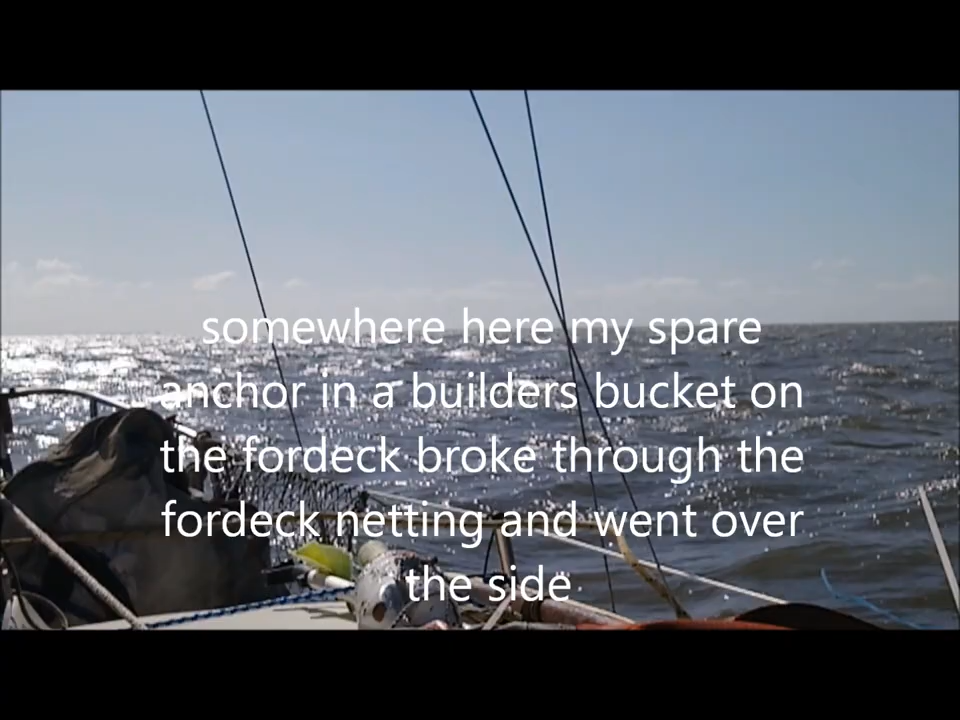 somewhere here my spare
anchor in a builders bucket on
the fordeck broke through the
fordeck netting and went over
the side